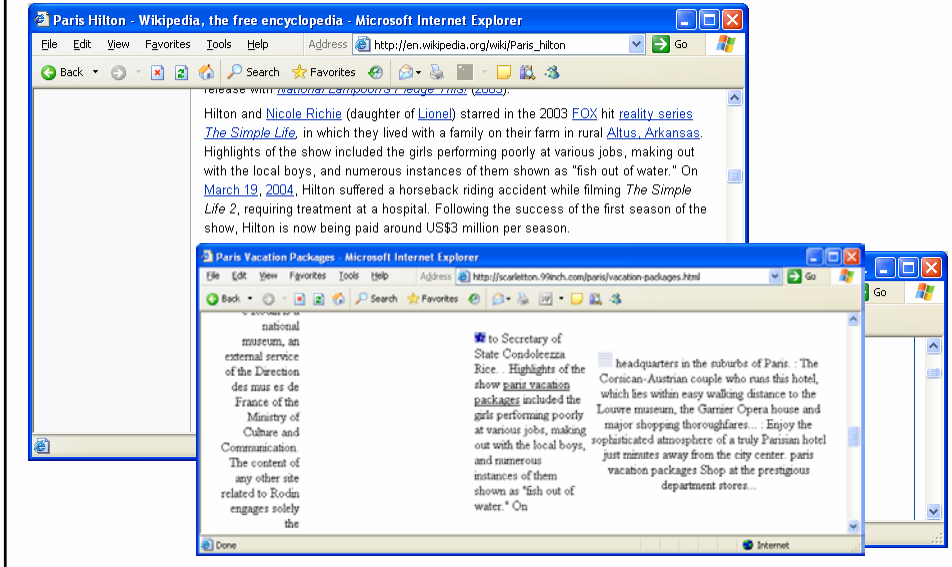 Paris Hilton - Wikipedia, the free encyclopedia - Microsoft Internet Explorer
File Edit View Favorites Tools Help Address http://en.wikipedia.org/wiki/Paris_hilton Go
Back Search Favorites
release with National Lampoon's Pledge This! (2005).
Hilton and Nicole Richie (daughter of Lionel) starred in the 2003 FOX hit reality series
The Simple Life, in which they lived with a family on their farm in rural Altus, Arkansas.
Highlights of the show included the girls performing poorly at various jobs, making out
with the local boys, and numerous instances of them shown as "fish out of water." On
March 19, 2004, Hilton suffered a horseback riding accident while filming The Simple
Life 2, requiring treatment at a hospital. Following the success of the first season of the
show, Hilton is now being paid around US$3 million per season.
Paris Vacation Packages - Microsoft Internet Explorer
File Edit View Favorites Tools Help Address http://scarletton.99inch.com/paris/vacation-packages.html Go
Back Search Favorites
national
museum, an
external service
of the Direction
des mus es de
France of the
Ministry of
Culture and
Communication.
The content of
any other site
related to Rodin
engages solely
the
to Secretary of
State Condoleezza
Rice. . Highlights of the
show paris vacation
packages included the
girls performing poorly
at various jobs, making
out with the local boys,
and numerous
instances of them
shown as "fish out of
water." On
headquarters in the suburbs of Paris. : The
Corsican-Austrian couple who runs this hotel,
which lies within easy walking distance to the
Louvre museum, the Garnier Opera house and
major shopping thoroughfares... : Enjoy the
sophisticated atmosphere of a truly Parisian hotel
just minutes away from the city center. paris
vacation packages Shop at the prestigious
department stores...
Done Internet
Go